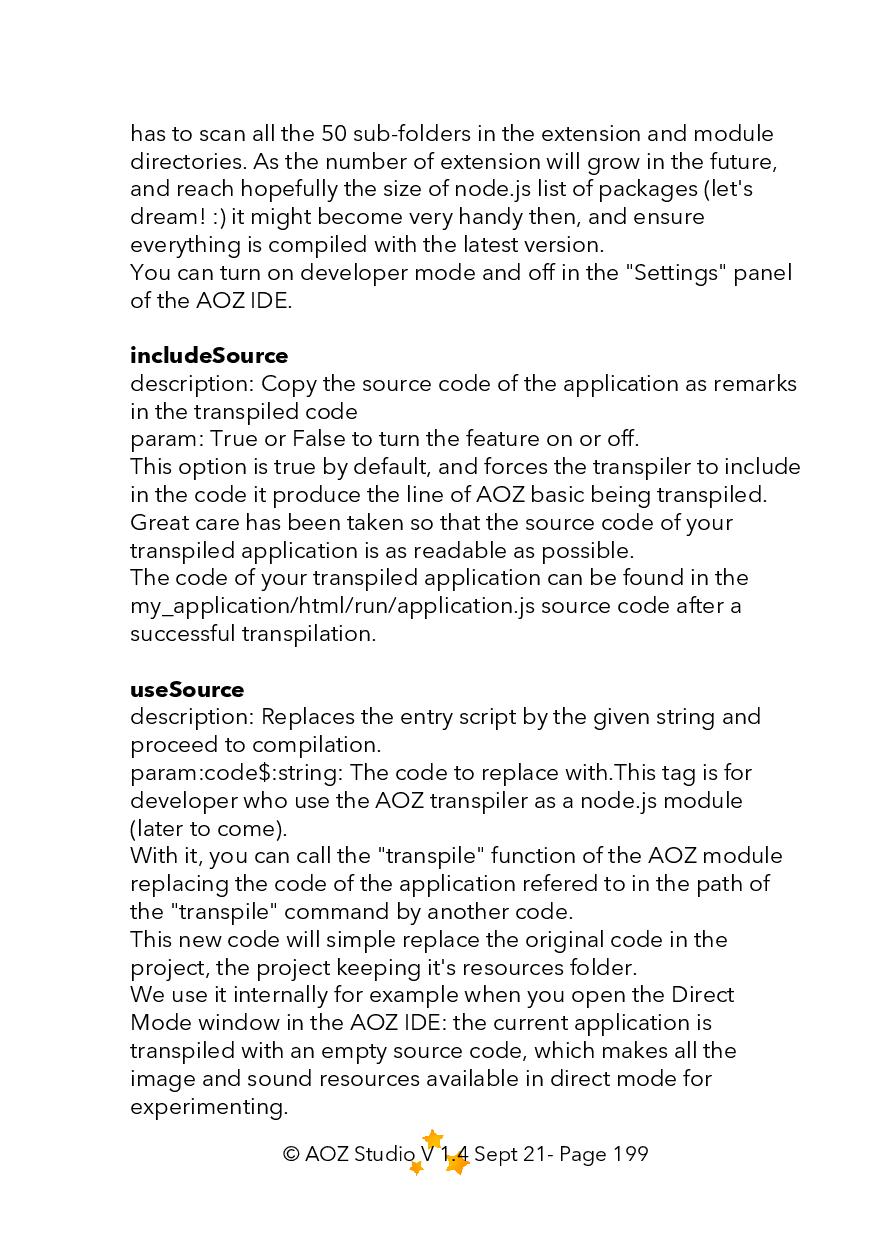 has to scan all the 50 sub-folders in the extension and module
directories. As the number of extension will grow in the future,
and reach hopefully the size of node.js list of packages (let's
dream! :) it might become very handy then, and ensure
everything is compiled with the latest version.
You can turn on developer mode and off in the "Settings" panel
of the AOZ IDE.
includeSource
description: Copy the source code of the application as remarks
in the transpiled code
param: True or False to turn the feature on or off.
This option is true by default, and forces the transpiler to include
in the code it produce the line of AOZ basic being transpiled.
Great care has been taken so that the source code of your
transpiled application is as readable as possible.
The code of your transpiled application can be found in the
my_application/html/run/application.js source code after a
successful transpilation.
useSource
description: Replaces the entry script by the given string and
proceed to compilation.
param:code$:string: The code to replace with.This tag is for
developer who use the AOZ transpiler as a node.js module
(later to come).
With it, you can call the "transpile" function of the AOZ module
replacing the code of the application refered to in the path of
the "transpile" command by another code.
This new code will simple replace the original code in the
project, the project keeping it's resources folder.
We use it internally for example when you open the Direct
Mode window in the AOZ IDE: the current application is
transpiled with an empty source code, which makes all the
image and sound resources available in direct mode for
experimenting.
© AOZ Studio V 1.4 Sept 21- Page 199